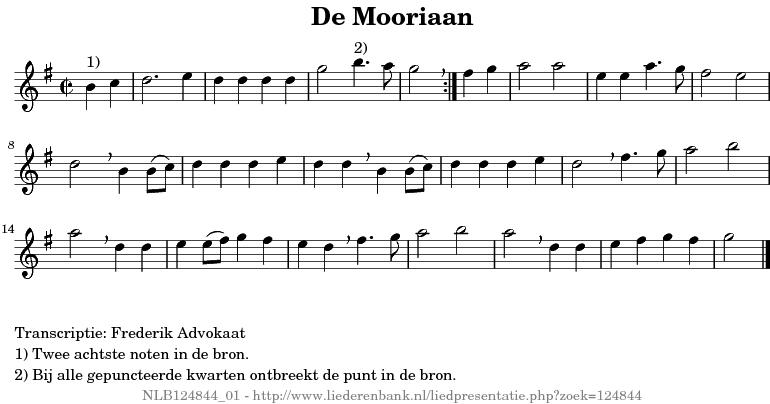 De Mooriaan
1)
2)
8
14
Transcriptie: Frederik Advokaat
1) Twee achtste noten in de bron.
2) Bij alle gepuncteerde kwarten ontbreekt de punt in de bron.
NLB124844_01 - http://www.liederenbank.nl/liedpresentatie.php?zoek=124844